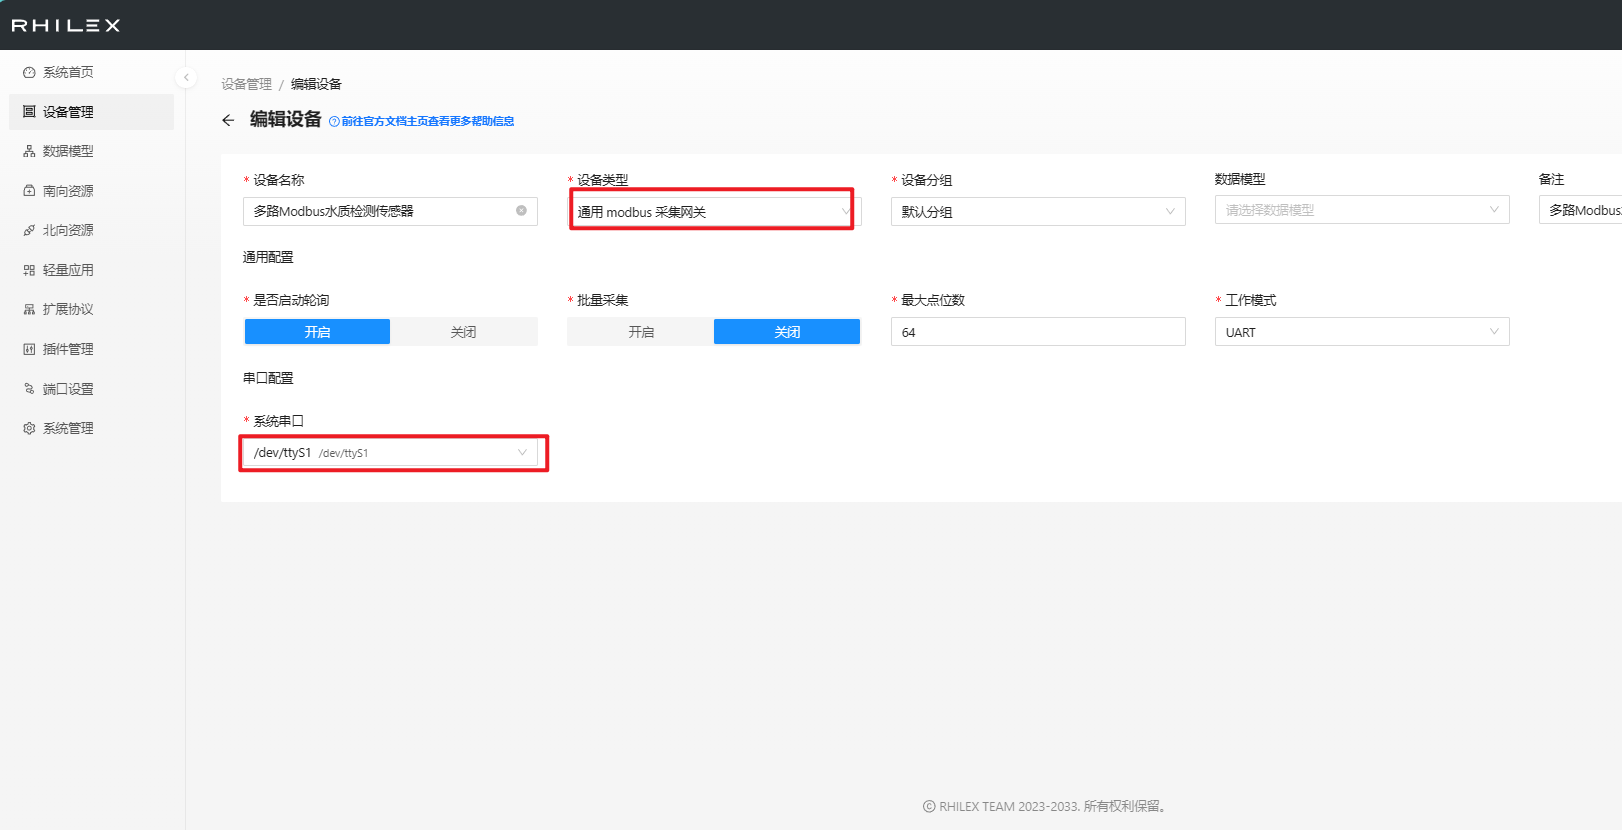 RHILEX
系统首页
设备管理
数据模型
南向资源
北向资源
轻量应用
扩展协议
插件管理
端口设置
系统管理
设备管理 / 编辑设备
编辑设备 前往官方文档主页查看更多帮助信息
* 设备名称
多路Modbus水质检测传感器
* 设备类型
通用 modbus 采集网关
* 设备分组
默认分组
数据模型
请选择数据模型
备注
多路Modbus
通用配置
* 是否启动轮询
开启 关闭
* 批量采集
开启 关闭
* 最大点位数
64
* 工作模式
UART
串口配置
* 系统串口
/dev/ttyS1 /dev/ttyS1
© RHILEX TEAM 2023-2033. 所有权利保留。